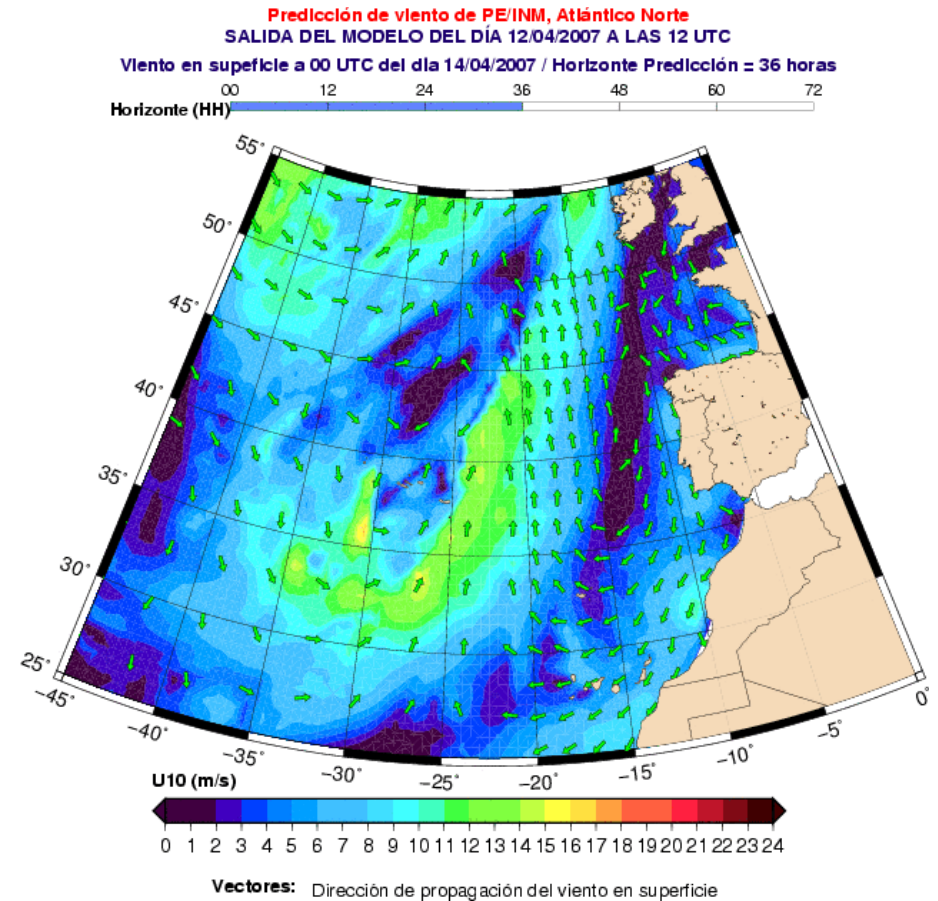 Predicción de viento de PE/INM, Atlántico Norte
SALIDA DEL MODELO DEL DÍA 12/04/2007 A LAS 12 UTC
Viento en supeficie a 00 UTC del dia 14/04/2007 / Horizonte Predicción = 36 horas
00 12 24 36 48 60 72
Horizonte (HH)
55°
50°
45°
40°
35°
30°
25°
−45° −40° −35° −30° −25° −20° −15° −10° −5° 0°
U10 (m/s)
0 1 2 3 4 5 6 7 8 9 10 11 12 13 14 15 16 17 18 19 20 21 22 23 24
Vectores: Dirección de propagación del viento en superficie